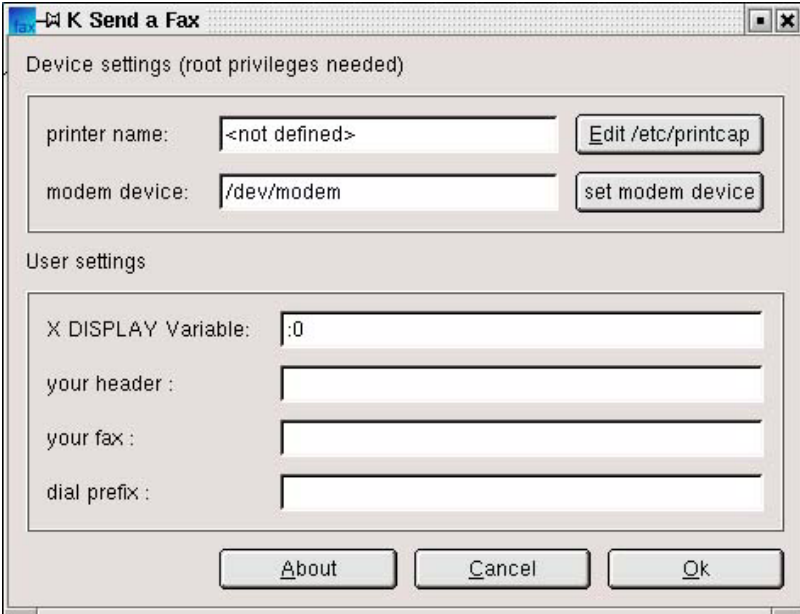 fax K Send a Fax
Device settings (root privileges needed)
printer name: <not defined> Edit /etc/printcap
modem device: /dev/modem set modem device
User settings
X DISPLAY Variable: :0
your header :
your fax :
dial prefix :
About Cancel Ok